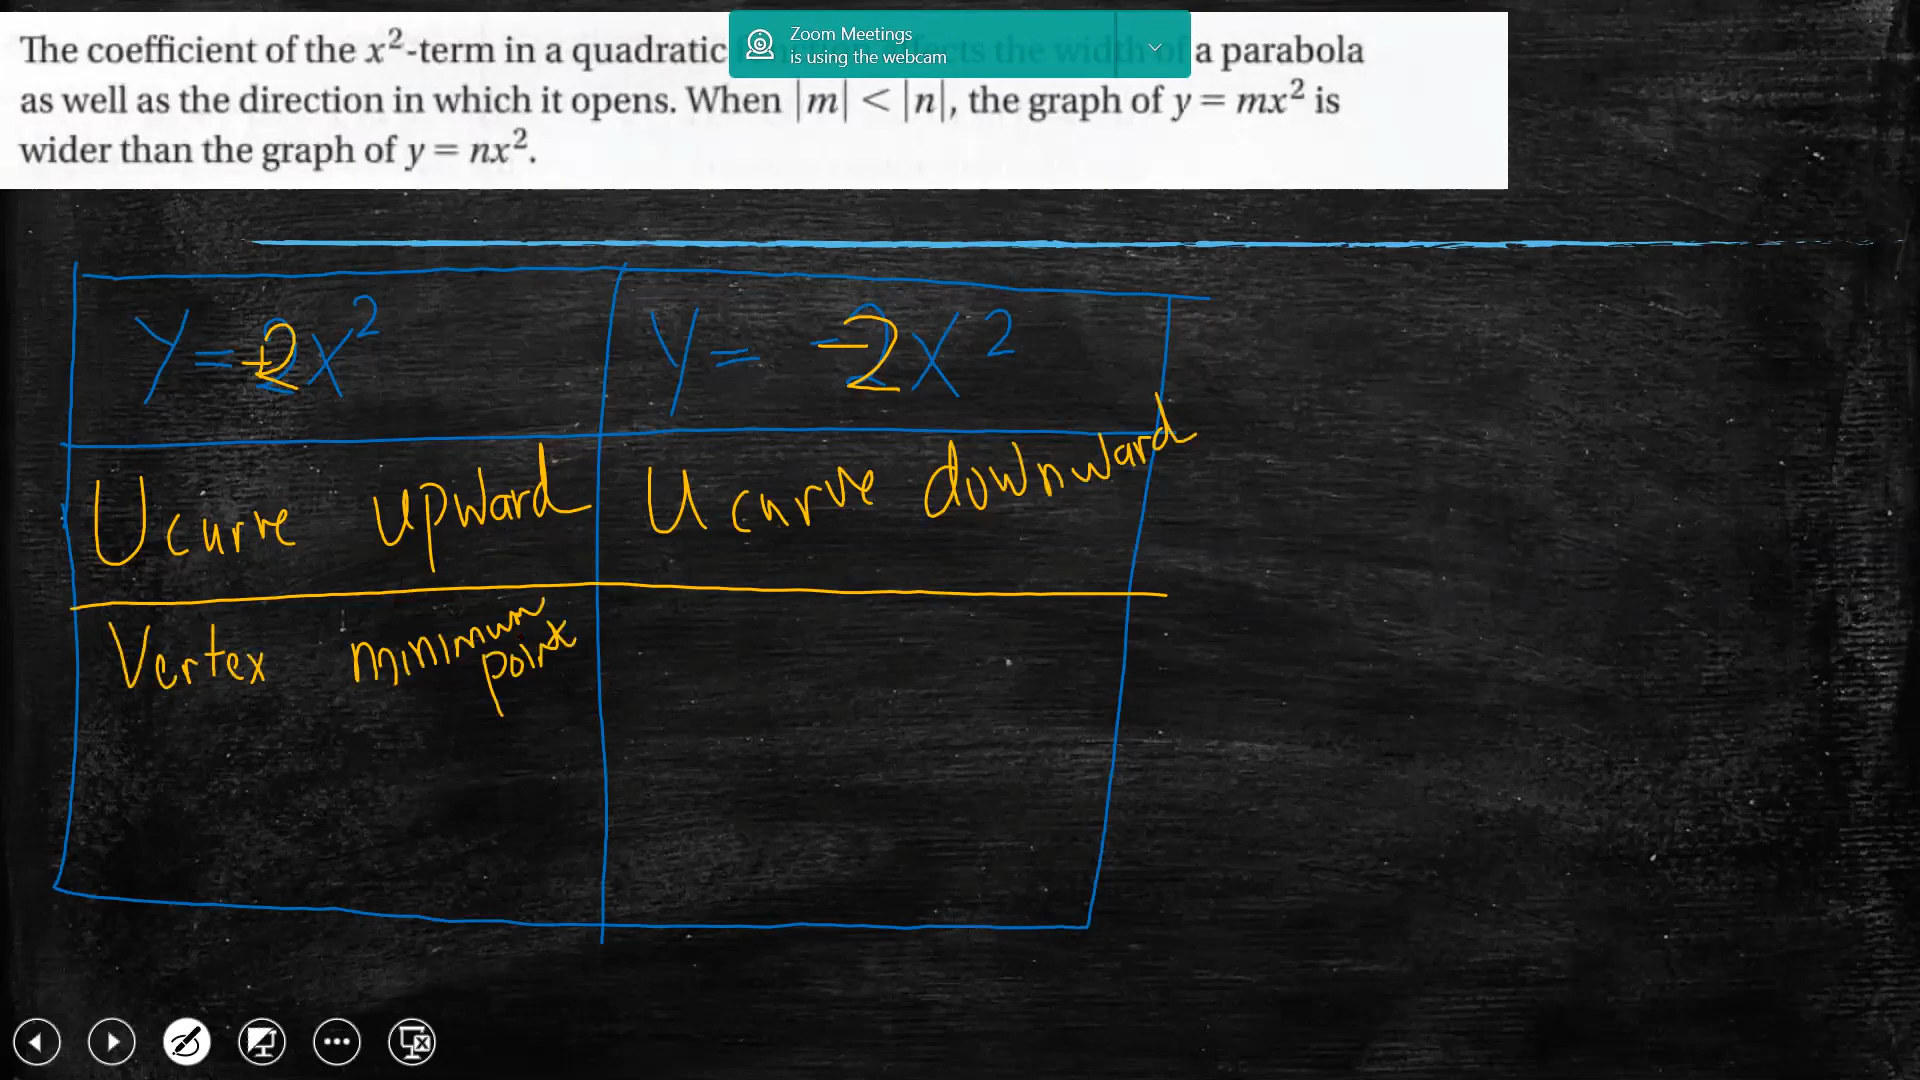 The coefficient of the x²-term in a quadratic a parabola
Zoom Meetings
is using the webcam
as well as the direction in which it opens. When |m| < |n|, the graph of y = mx² is
wider than the graph of y = nx².
Y = +2x²
Y = -2x²
U curve upward
U curve downward
Vertex minimum
point